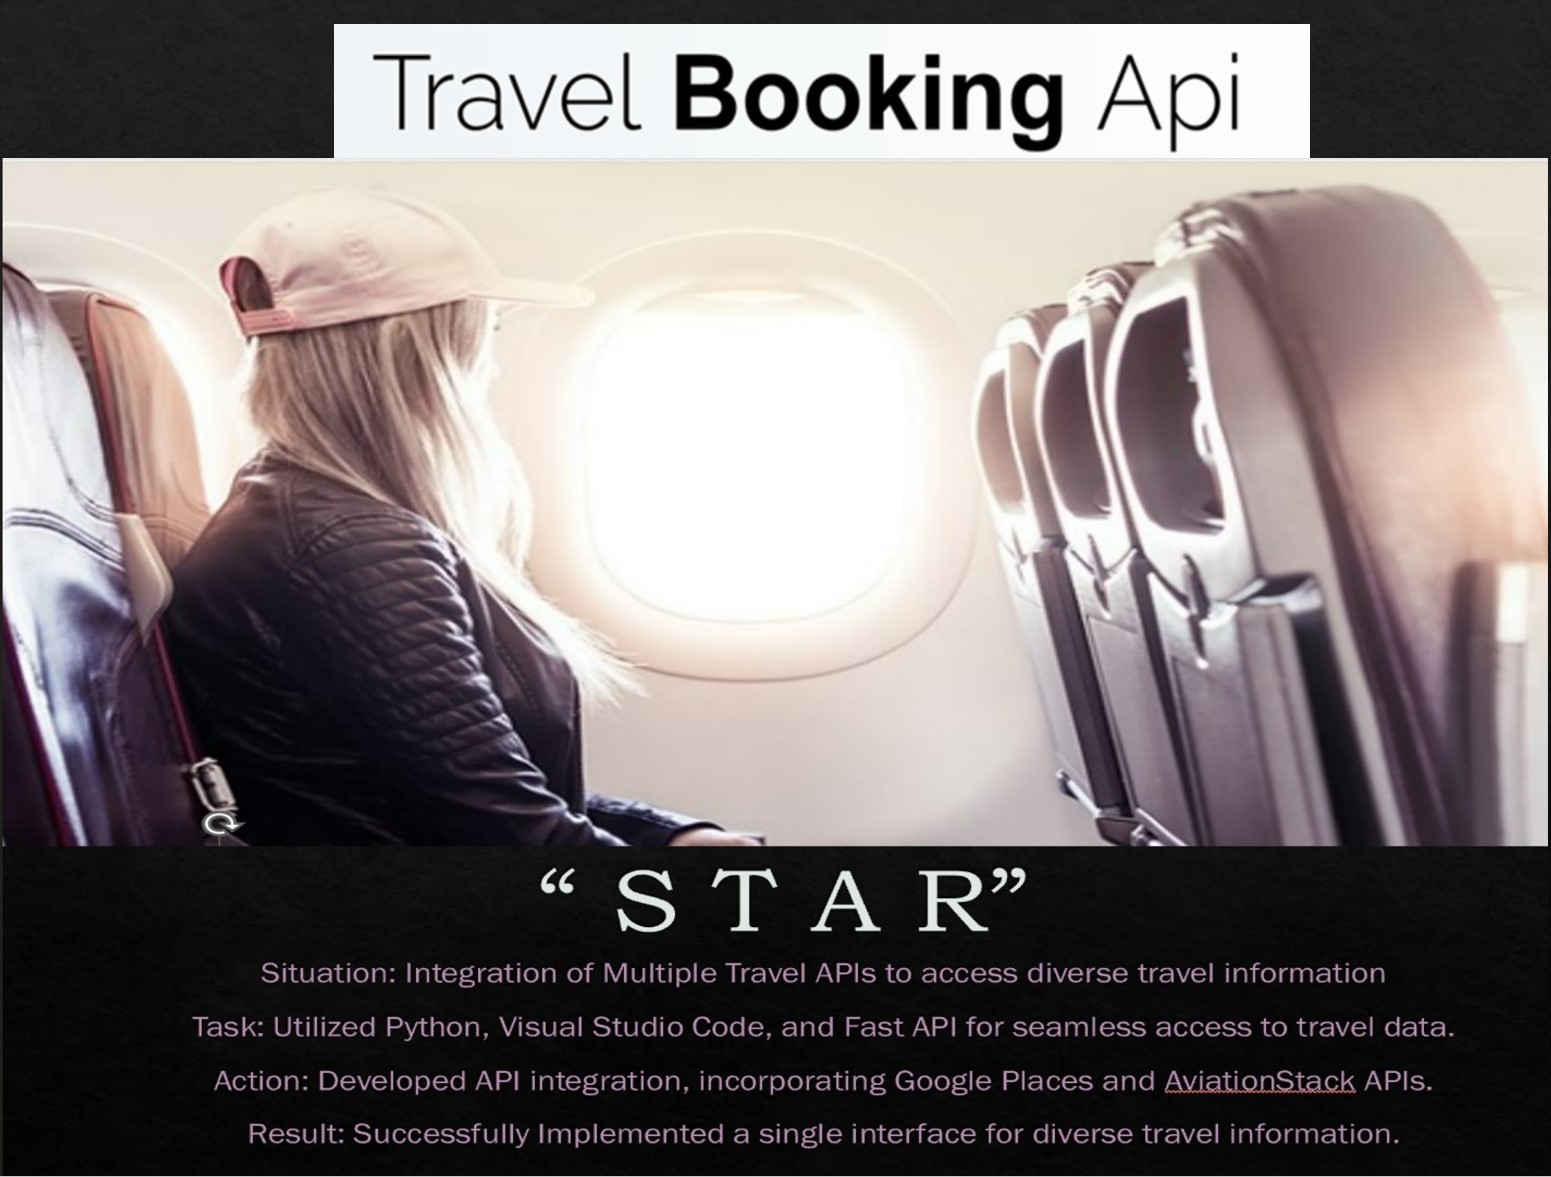 Travel Booking Api
“ S T A R”
Situation: Integration of Multiple Travel APIs to access diverse travel information
Task: Utilized Python, Visual Studio Code, and Fast API for seamless access to travel data.
Action: Developed API integration, incorporating Google Places and AviationStack APIs.
Result: Successfully Implemented a single interface for diverse travel information.